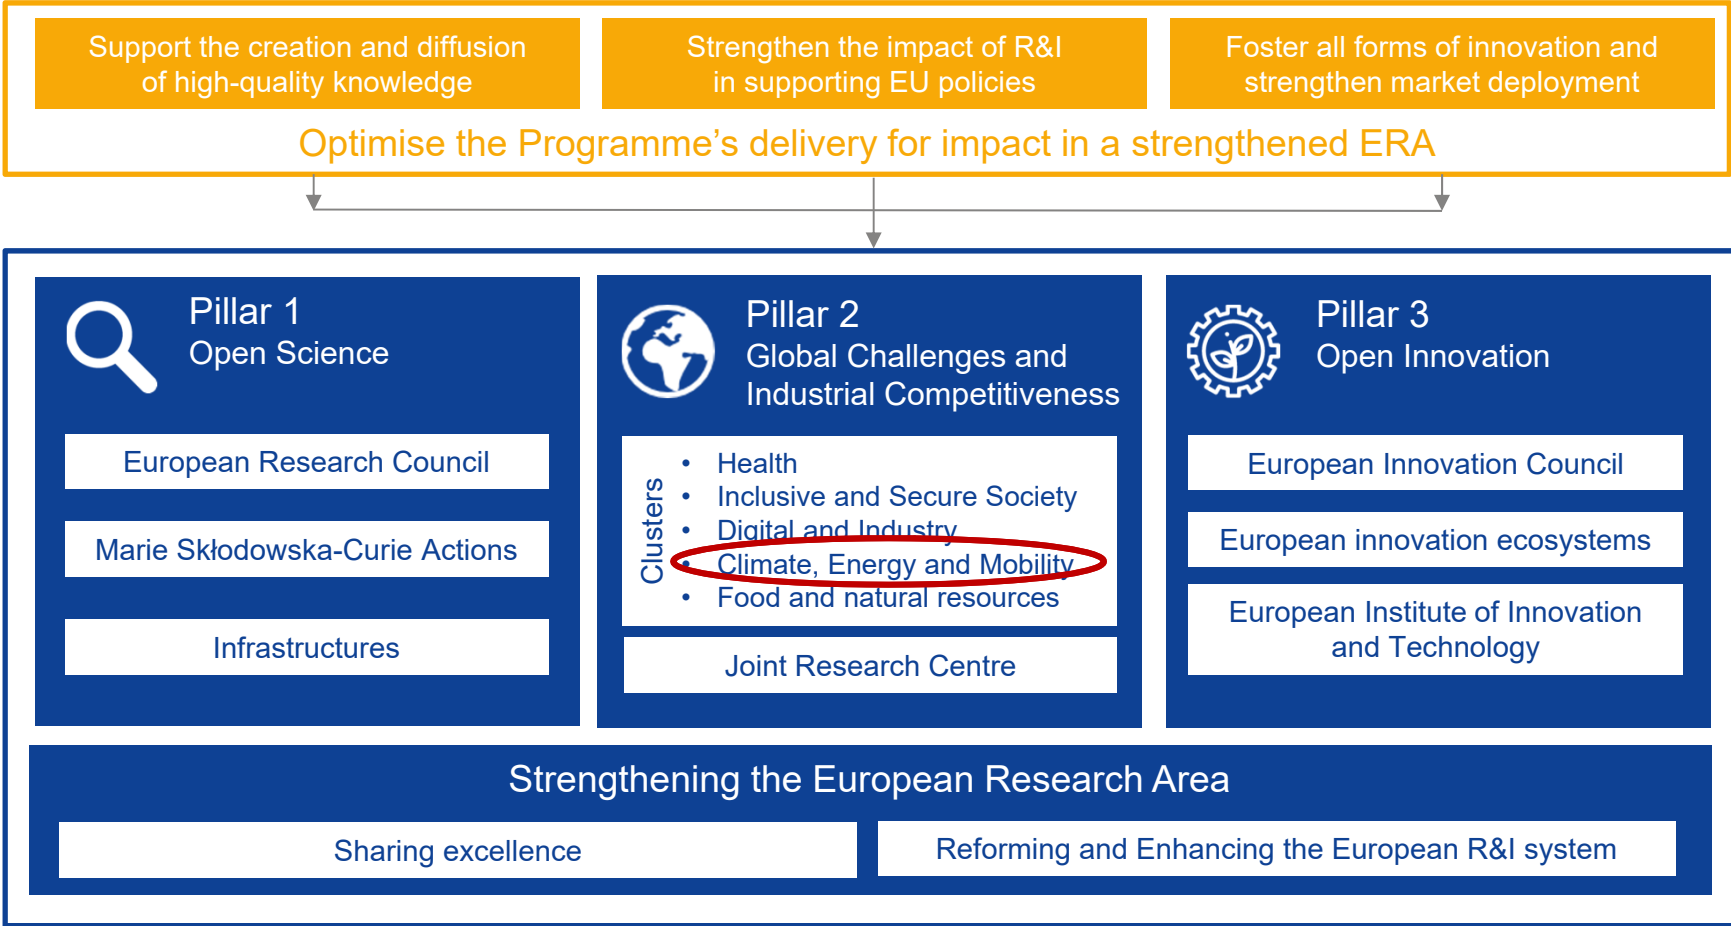 Support the creation and diffusion
of high-quality knowledge
Strengthen the impact of R&I
in supporting EU policies
Foster all forms of innovation and
strengthen market deployment
Optimise the Programme’s delivery for impact in a strengthened ERA
Pillar 1
Open Science
European Research Council
Marie Skłodowska-Curie Actions
Infrastructures
Pillar 2
Global Challenges and
Industrial Competitiveness
Clusters
• Health
• Inclusive and Secure Society
• Digital and Industry
• Climate, Energy and Mobility
• Food and natural resources
Joint Research Centre
Pillar 3
Open Innovation
European Innovation Council
European innovation ecosystems
European Institute of Innovation
and Technology
Strengthening the European Research Area
Sharing excellence
Reforming and Enhancing the European R&I system